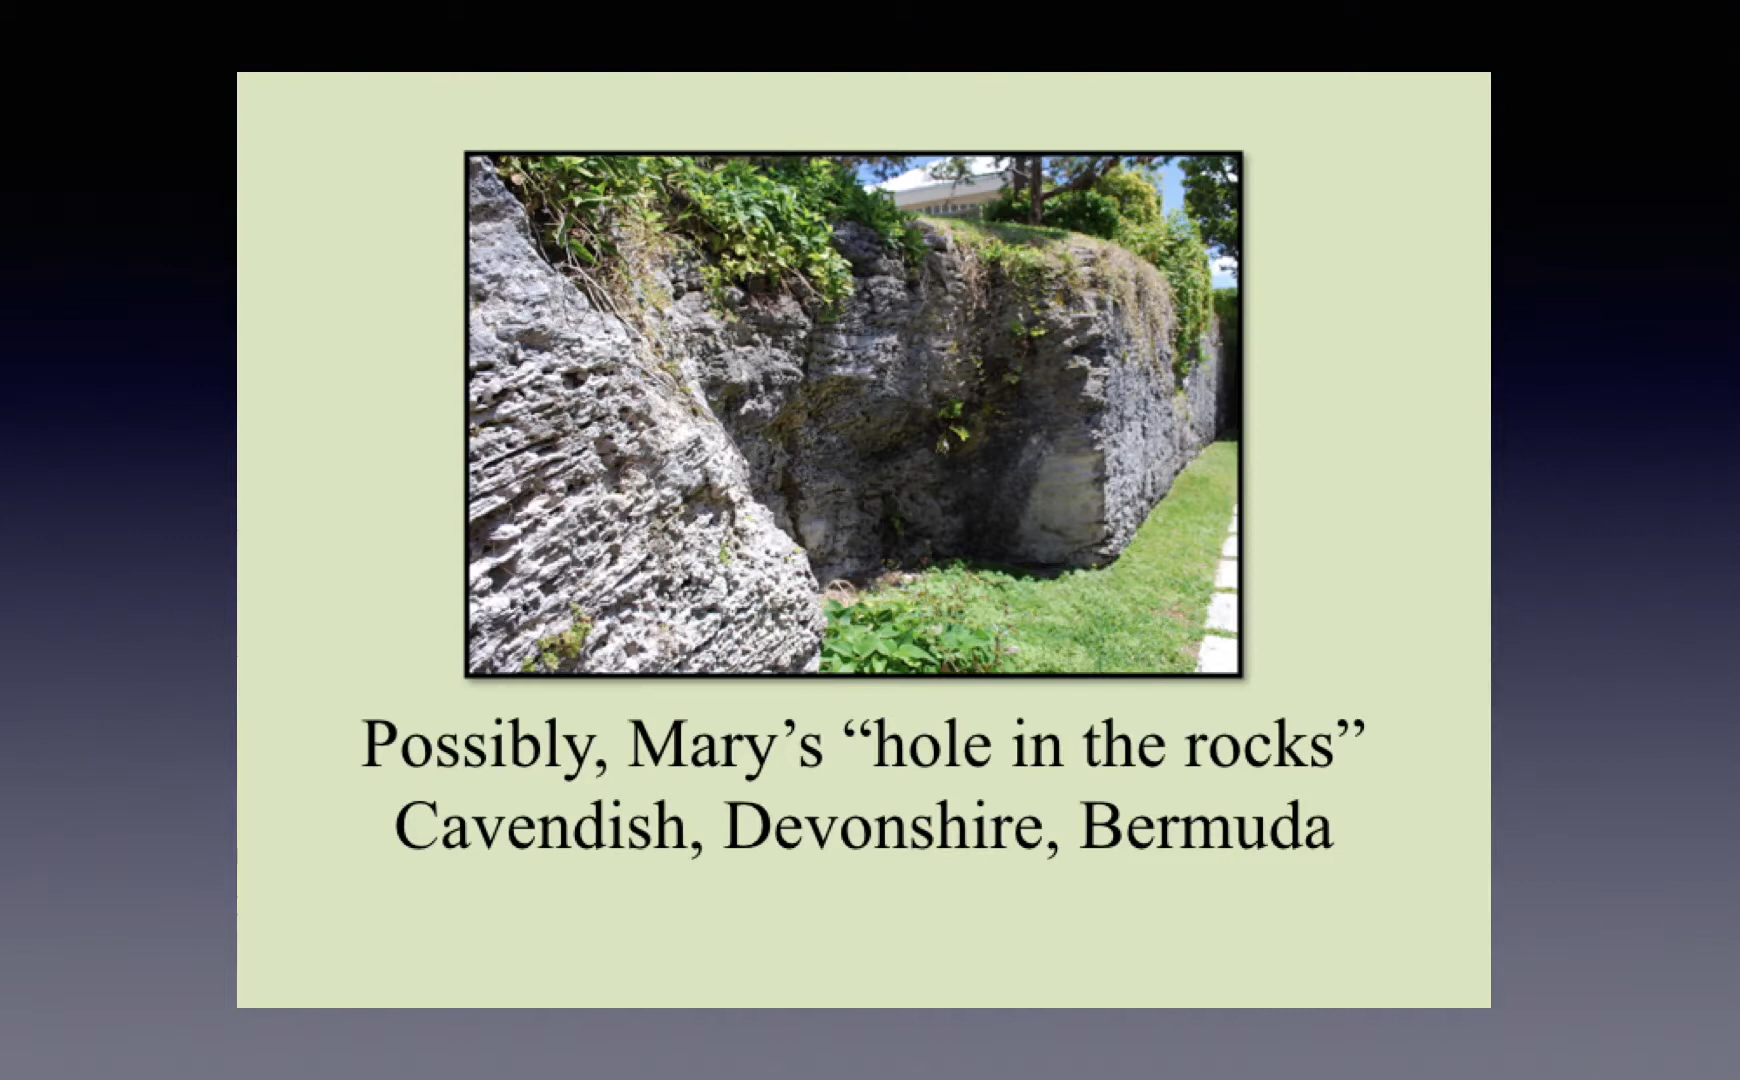 Possibly, Mary’s “hole in the rocks”
Cavendish, Devonshire, Bermuda